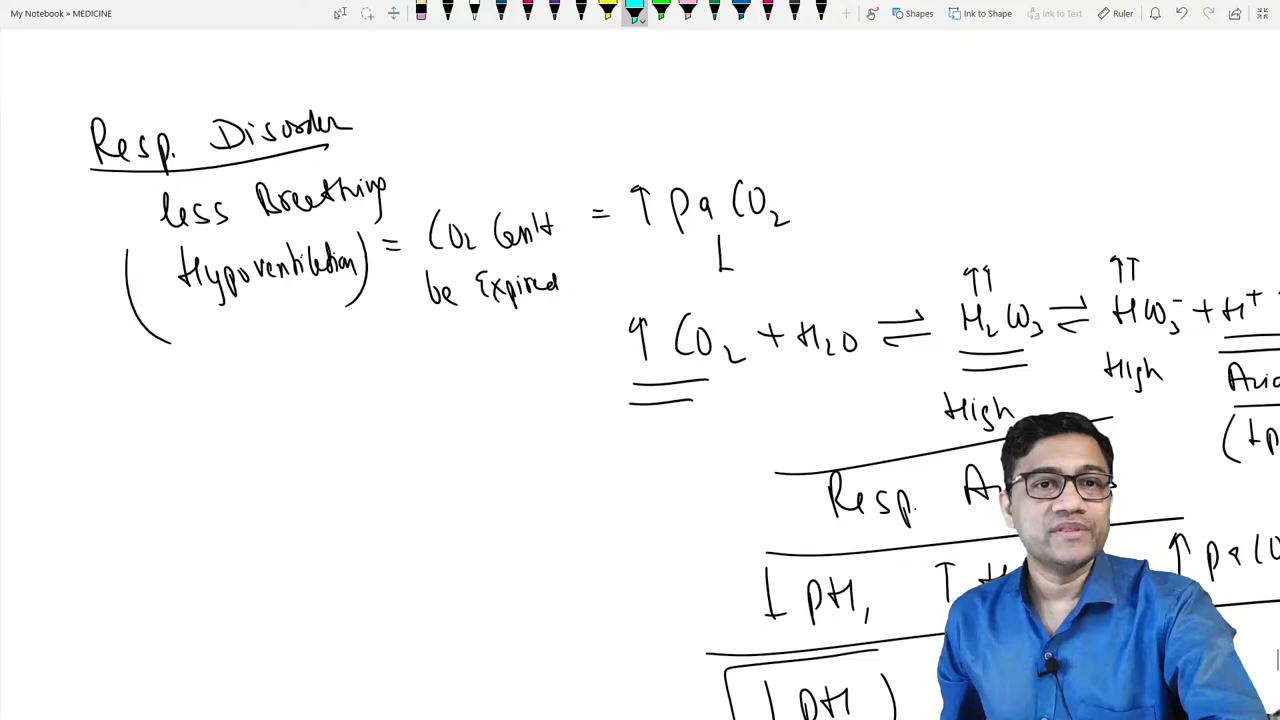 My Notebook » MEDICINE
Shapes
Ink to Shape
Ink to Text
Ruler
Resp. Disorder
less Breathing
(Hypoventilation) = CO2 Can't be Expired = ↑ paCO2
↑ CO2 + H2O ⇌ H2CO3 ⇌ HCO3- + H+
↑↑ ↑↑
High High
Resp.
↓ pH, ↑ ↑ paCO
↓ pH